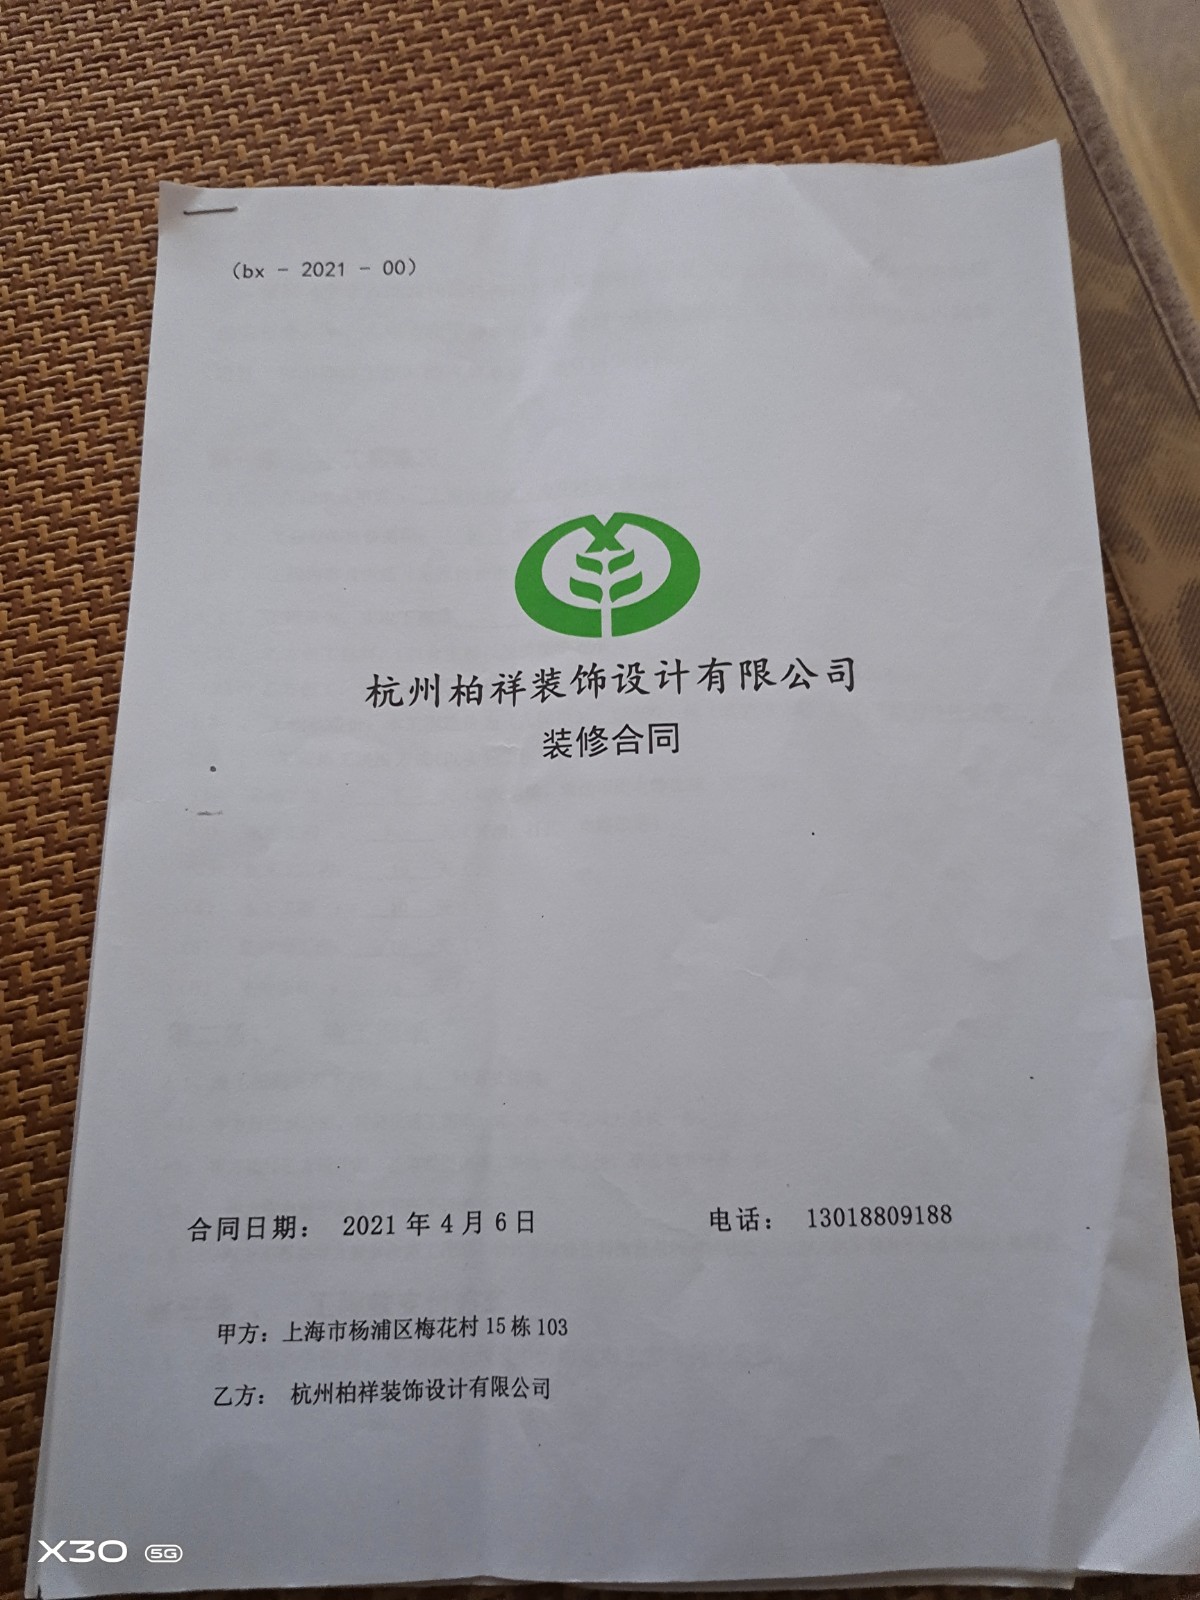 （bx - 2021 - 00）
杭州柏祥装饰设计有限公司
装修合同
合同日期： 2021 年 4 月 6 日 电话： 13018809188
甲方：上海市杨浦区梅花村 15 栋 103
乙方： 杭州柏祥装饰设计有限公司
X30 5G